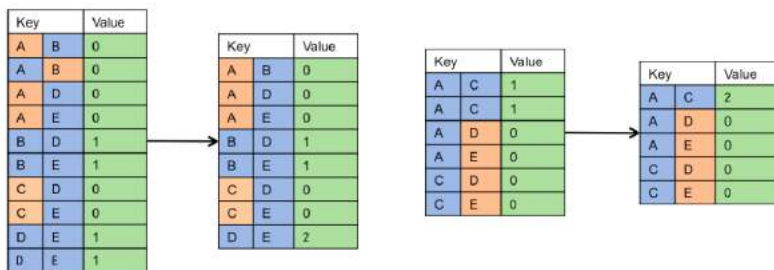 Key Value
A B 0
A B 0
A D 0
A E 0
B D 1
B E 1
C D 0
C E 0
D E 1
D E 1
Key Value
A B 0
A D 0
A E 0
B D 1
B E 1
C D 0
C E 0
D E 2
Key Value
A C 1
A C 1
A D 0
A E 0
C D 0
C E 0
Key Value
A C 2
A D 0
A E 0
C D 0
C E 0